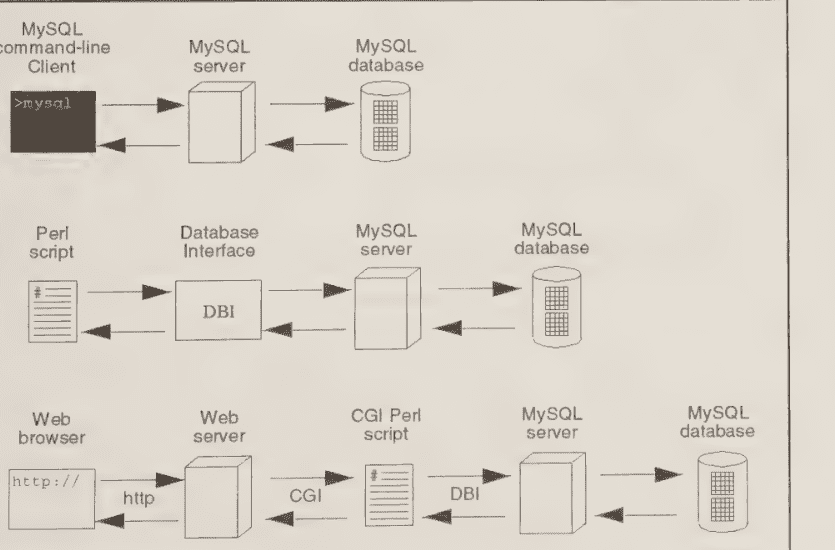 MySQL
command-line
Client
MySQL
server
MySQL
database
>mysql
Perl
script
Database
Interface
MySQL
server
MySQL
database
#
DBI
Web
browser
Web
server
CGI Perl
script
MySQL
server
MySQL
database
http://
http
CGI
#
DBI